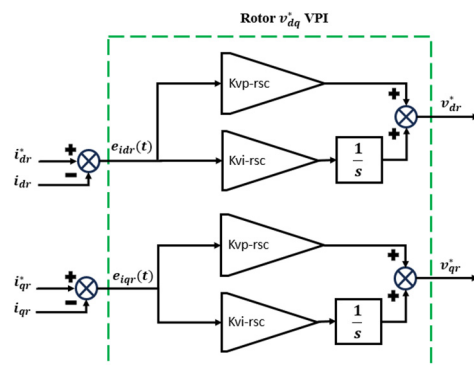 Rotor v*dq VPI
Kvp-rsc
+
v*dr
i*dr
+
eidr(t)
+
idr
−
Kvi-rsc
1/s
Kvp-rsc
i*qr
+
eiqr(t)
+
v*qr
iqr
−
+
Kvi-rsc
1/s